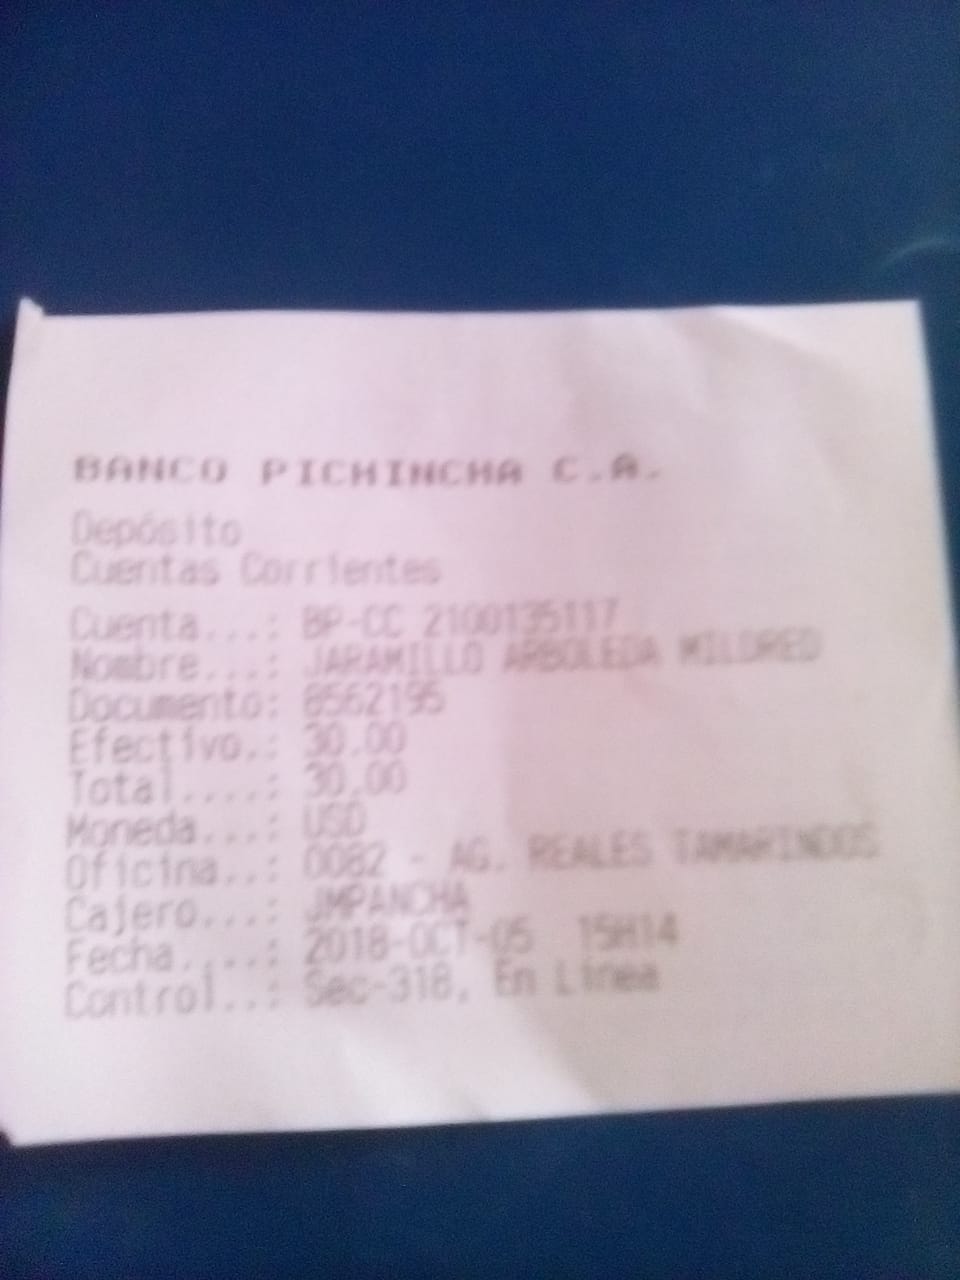 BANCO PICHINCHA C.A.
Depósito
Cuentas Corrientes
Cuenta...: BP-CC 2100135117
Nombre...: JARAMILLO ARBOLEDA MILDRED
Documento: 8562195
Efectivo.: 30.00
Total....: 30.00
Moneda...: USD
Oficina..: 0082 - AG. REALES TAMARINDOS
Cajero...: JMPANCHA
Fecha....: 2018-OCT-05 15H14
Control..: Sec-318, En Línea